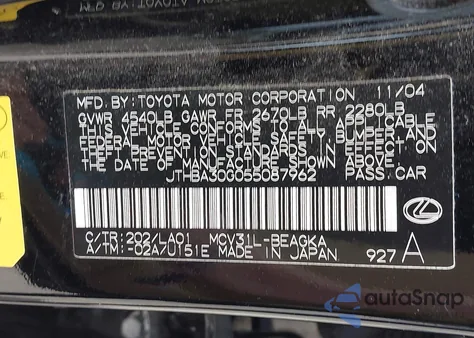 MFD. BY: TOYOTA MOTOR CORPORATION 11/04
GVWR 4540LB GAWR FR 2670LB RR 2280LB
THIS VEHICLE CONFORMS TO ALL APPLICABLE
FEDERAL MOTOR VEHICLE SAFETY, BUMPER, AND
THEFT PREVENTION STANDARDS IN EFFECT ON
THE DATE OF MANUFACTURE SHOWN ABOVE.
JTHBA30G055087962 PASS. CAR
C/TR: 202/LA01 MCV31L-BEAGKA
A/TM: -02A/U151E MADE IN JAPAN 927 A
autoSnap